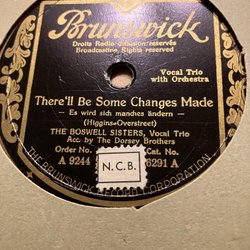 Brunswick
Droits Radio-diffusion réservés
Broadcasting Rights reserved
Vocal Trio
with Orchestra
There'll Be Some Changes Made
— Es wird sich manches ändern —
(Higgins-Overstreet)
THE BOSWELL SISTERS, Vocal Trio
Acc. by The Dorsey Brothers
Order No. Cat. No.
A 9244 N.C.B. 8291 A
THE BRUNSWICK RECORD CORPORATION